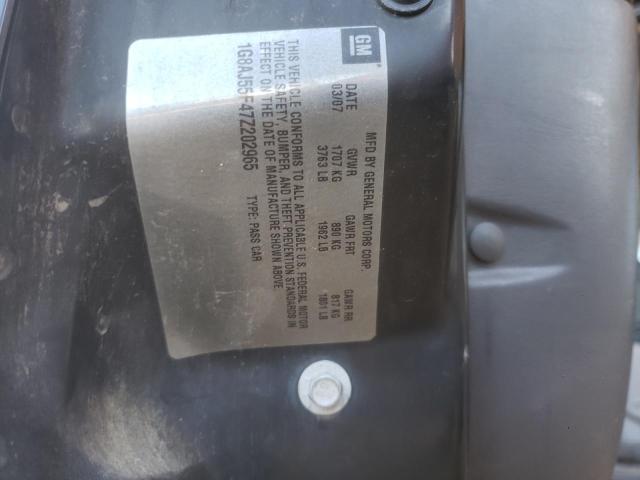 GM
MFD BY GENERAL MOTORS CORP.
DATE GVWR GAWR FRT GAWR RR
03/07 1707 KG 890 KG 817 KG
3763 LB 1962 LB 1801 LB
THIS VEHICLE CONFORMS TO ALL APPLICABLE U.S. FEDERAL MOTOR
VEHICLE SAFETY, BUMPER, AND THEFT PREVENTION STANDARDS IN
EFFECT ON THE DATE OF MANUFACTURE SHOWN ABOVE.
1G8AJ55F47Z202965 TYPE: PASS CAR